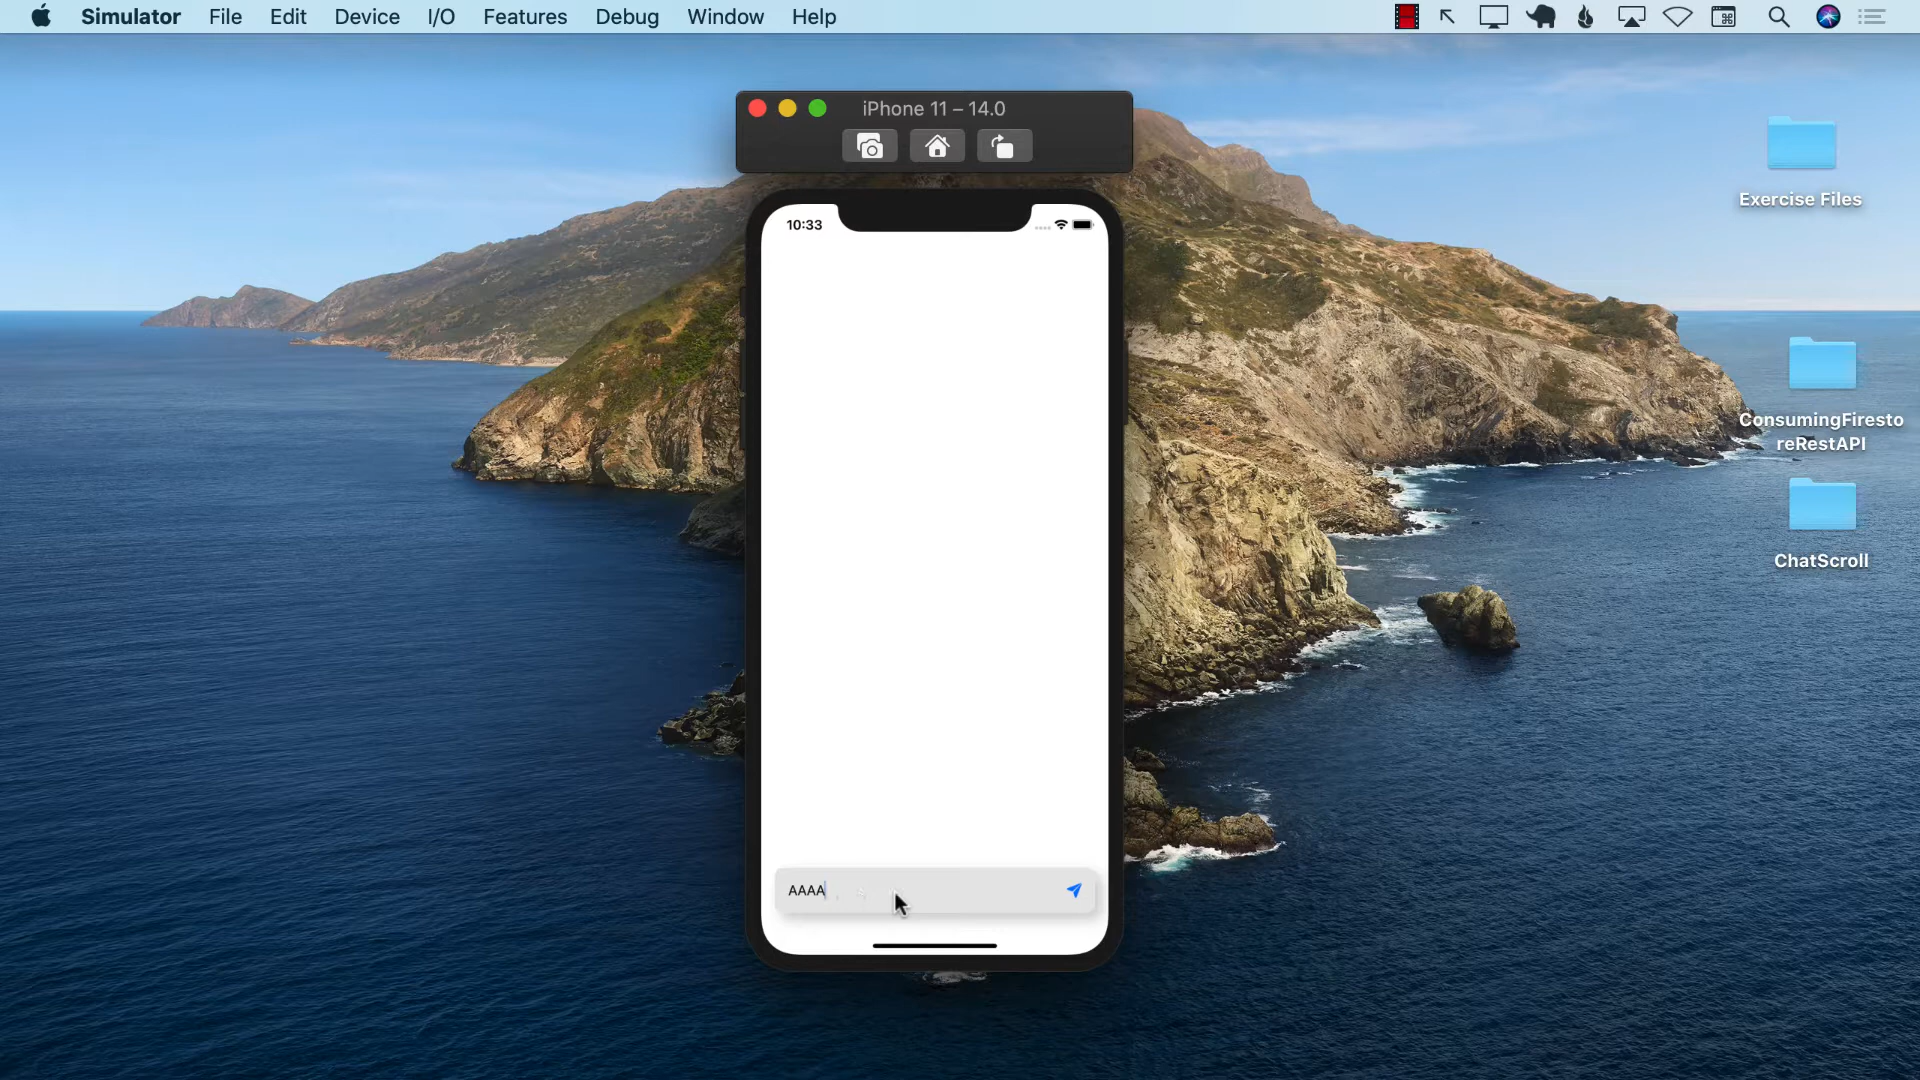 Simulator File Edit Device I/O Features Debug Window Help
iPhone 11 – 14.0
10:33
Exercise Files
ConsumingFiresto
reRestAPI
ChatScroll
AAAA